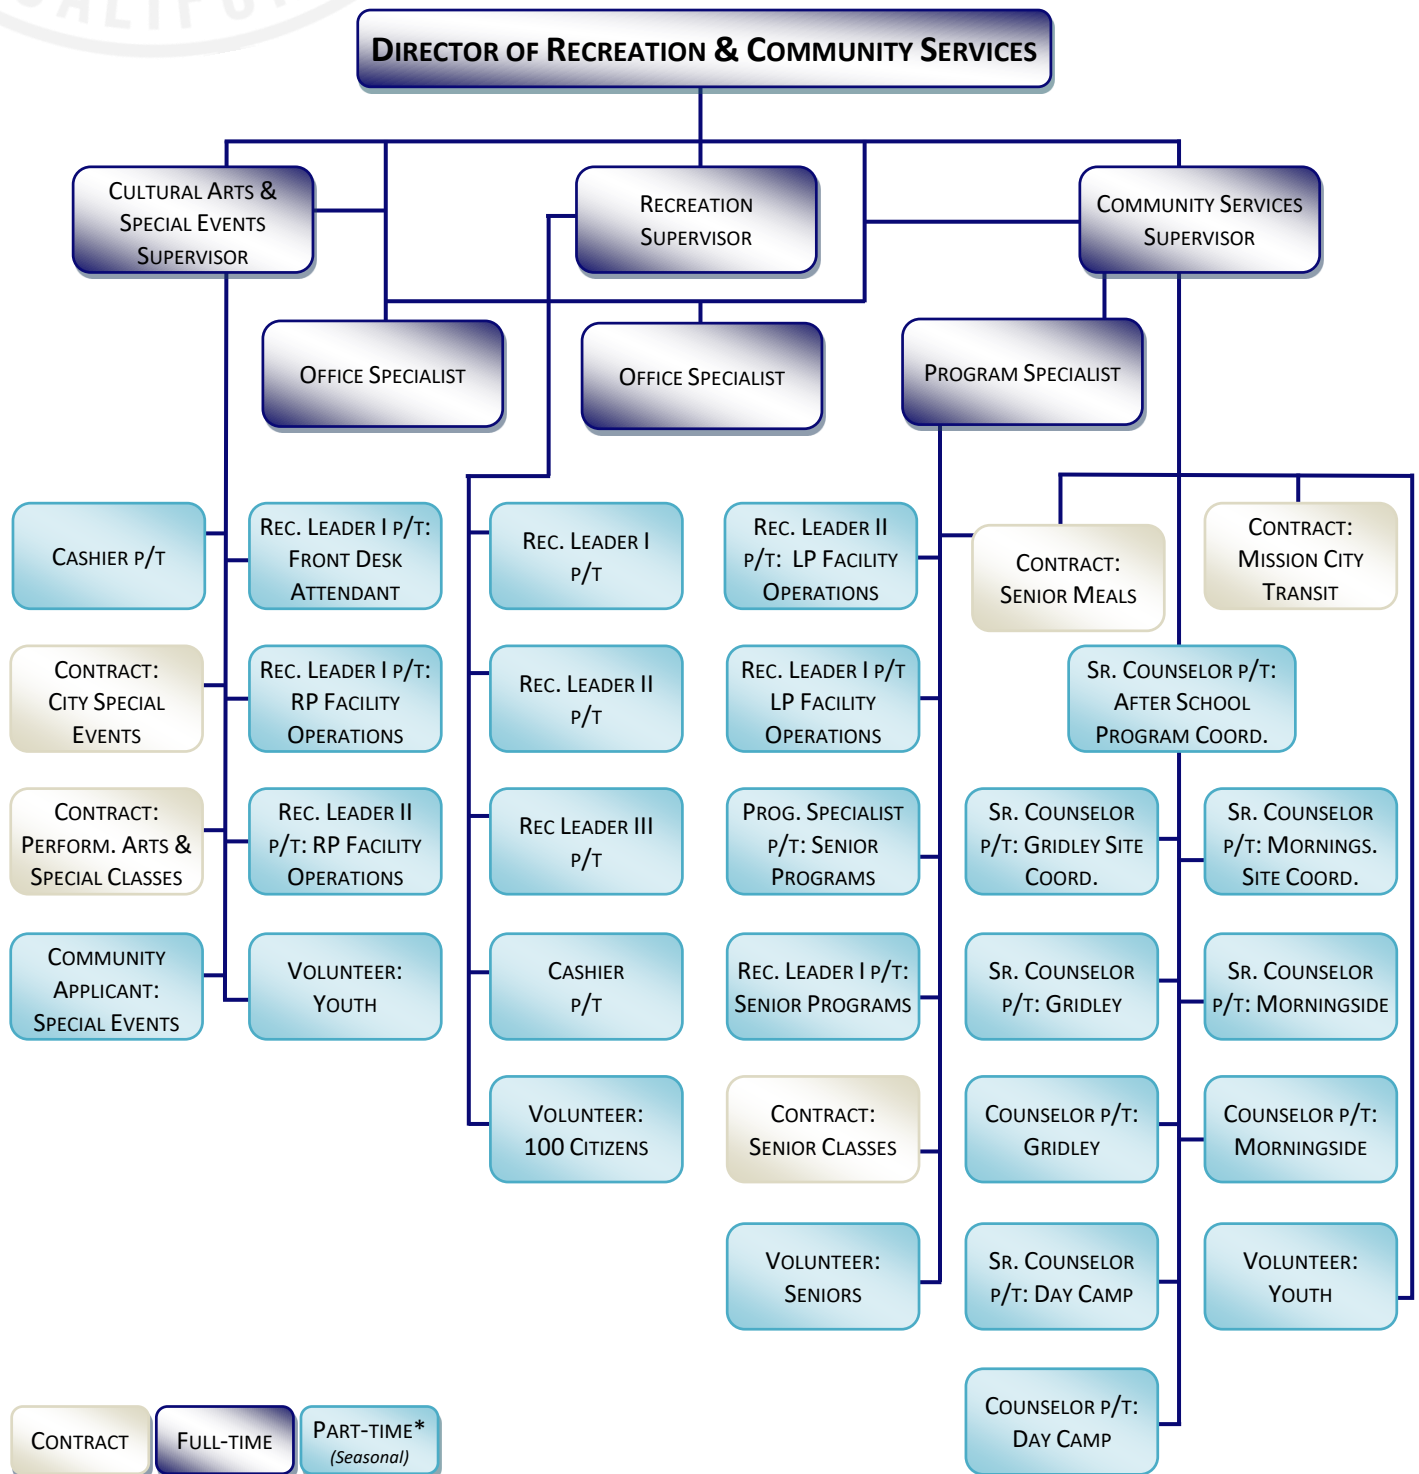 CALIFO
DIRECTOR OF RECREATION & COMMUNITY SERVICES
CULTURAL ARTS &
SPECIAL EVENTS
SUPERVISOR
RECREATION
SUPERVISOR
COMMUNITY SERVICES
SUPERVISOR
OFFICE SPECIALIST
OFFICE SPECIALIST
PROGRAM SPECIALIST
CASHIER P/T
REC. LEADER I P/T:
FRONT DESK
ATTENDANT
REC. LEADER I
P/T
REC. LEADER II
P/T: LP FACILITY
OPERATIONS
CONTRACT:
SENIOR MEALS
CONTRACT:
MISSION CITY
TRANSIT
CONTRACT:
CITY SPECIAL
EVENTS
REC. LEADER I P/T:
RP FACILITY
OPERATIONS
REC. LEADER II
P/T
REC. LEADER I P/T
LP FACILITY
OPERATIONS
SR. COUNSELOR P/T:
AFTER SCHOOL
PROGRAM COORD.
CONTRACT:
PERFORM. ARTS &
SPECIAL CLASSES
REC. LEADER II
P/T: RP FACILITY
OPERATIONS
REC LEADER III
P/T
PROG. SPECIALIST
P/T: SENIOR
PROGRAMS
SR. COUNSELOR
P/T: GRIDLEY SITE
COORD.
SR. COUNSELOR
P/T: MORNINGS.
SITE COORD.
COMMUNITY
APPLICANT:
SPECIAL EVENTS
VOLUNTEER:
YOUTH
CASHIER
P/T
REC. LEADER I P/T:
SENIOR PROGRAMS
SR. COUNSELOR
P/T: GRIDLEY
SR. COUNSELOR
P/T: MORNINGSIDE
VOLUNTEER:
100 CITIZENS
CONTRACT:
SENIOR CLASSES
COUNSELOR P/T:
GRIDLEY
COUNSELOR P/T:
MORNINGSIDE
VOLUNTEER:
SENIORS
SR. COUNSELOR
P/T: DAY CAMP
VOLUNTEER:
YOUTH
COUNSELOR P/T:
DAY CAMP
CONTRACT
FULL-TIME
PART-TIME*
(Seasonal)